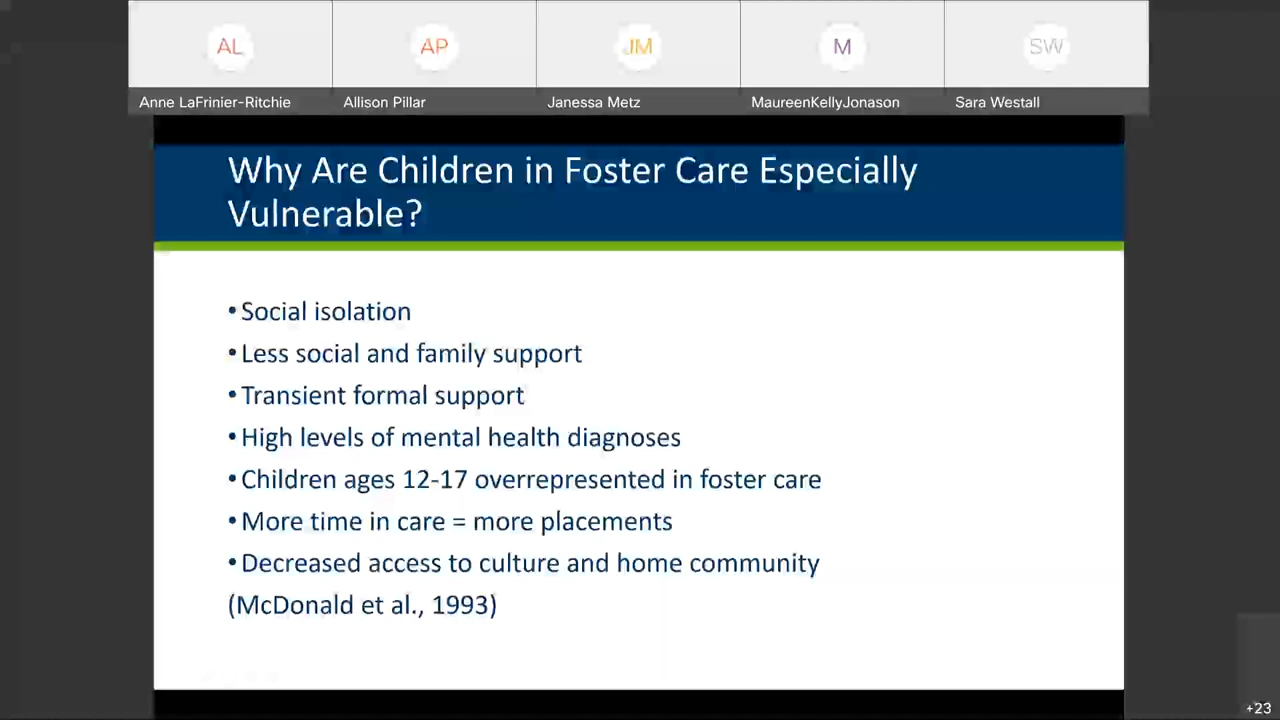 AL AP JM M SW
Anne LaFrinier-Ritchie Allison Pillar Janessa Metz MaureenKellyJonason Sara Westall
Why Are Children in Foster Care Especially
Vulnerable?
•Social isolation
•Less social and family support
•Transient formal support
•High levels of mental health diagnoses
•Children ages 12-17 overrepresented in foster care
•More time in care = more placements
•Decreased access to culture and home community
(McDonald et al., 1993)
+23